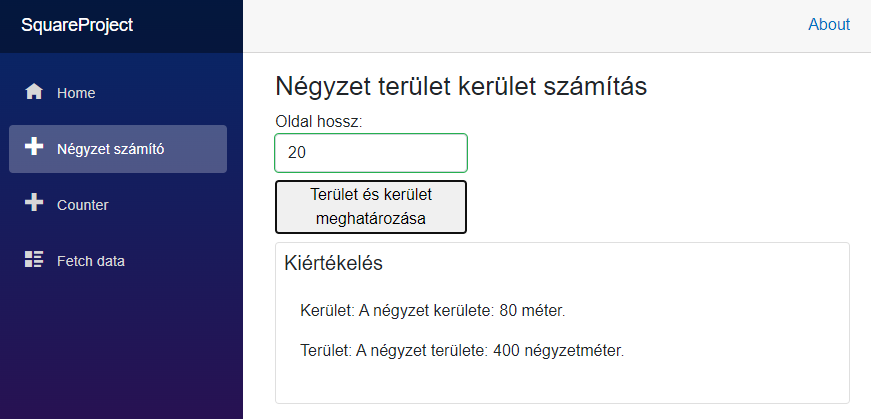 SquareProject
About
Home
Négyzet számító
Counter
Fetch data
Négyzet terület kerület számítás
Oldal hossz:
20
Terület és kerület
meghatározása
Kiértékelés
Kerület: A négyzet kerülete: 80 méter.
Terület: A négyzet területe: 400 négyzetméter.